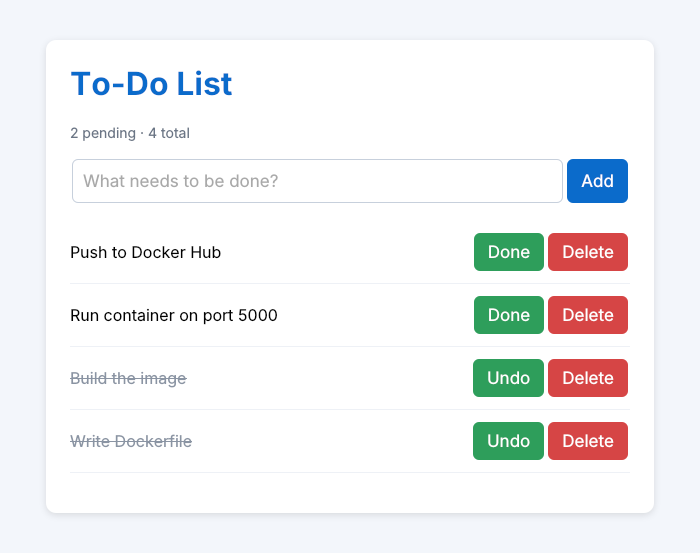 To-Do List
2 pending · 4 total
What needs to be done? Add
Push to Docker Hub Done Delete
Run container on port 5000 Done Delete
Build the image Undo Delete
Write Dockerfile Undo Delete